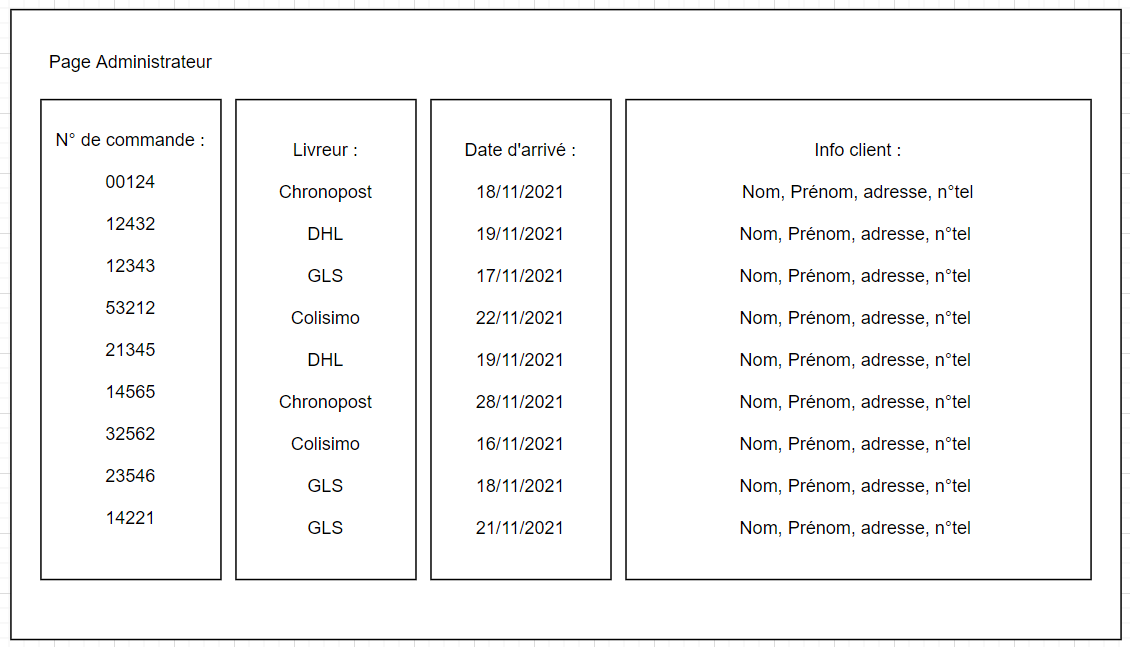 Page Administrateur
N° de commande :
00124
12432
12343
53212
21345
14565
32562
23546
14221
Livreur :
Chronopost
DHL
GLS
Colisimo
DHL
Chronopost
Colisimo
GLS
GLS
Date d'arrivé :
18/11/2021
19/11/2021
17/11/2021
22/11/2021
19/11/2021
28/11/2021
16/11/2021
18/11/2021
21/11/2021
Info client :
Nom, Prénom, adresse, n°tel
Nom, Prénom, adresse, n°tel
Nom, Prénom, adresse, n°tel
Nom, Prénom, adresse, n°tel
Nom, Prénom, adresse, n°tel
Nom, Prénom, adresse, n°tel
Nom, Prénom, adresse, n°tel
Nom, Prénom, adresse, n°tel
Nom, Prénom, adresse, n°tel